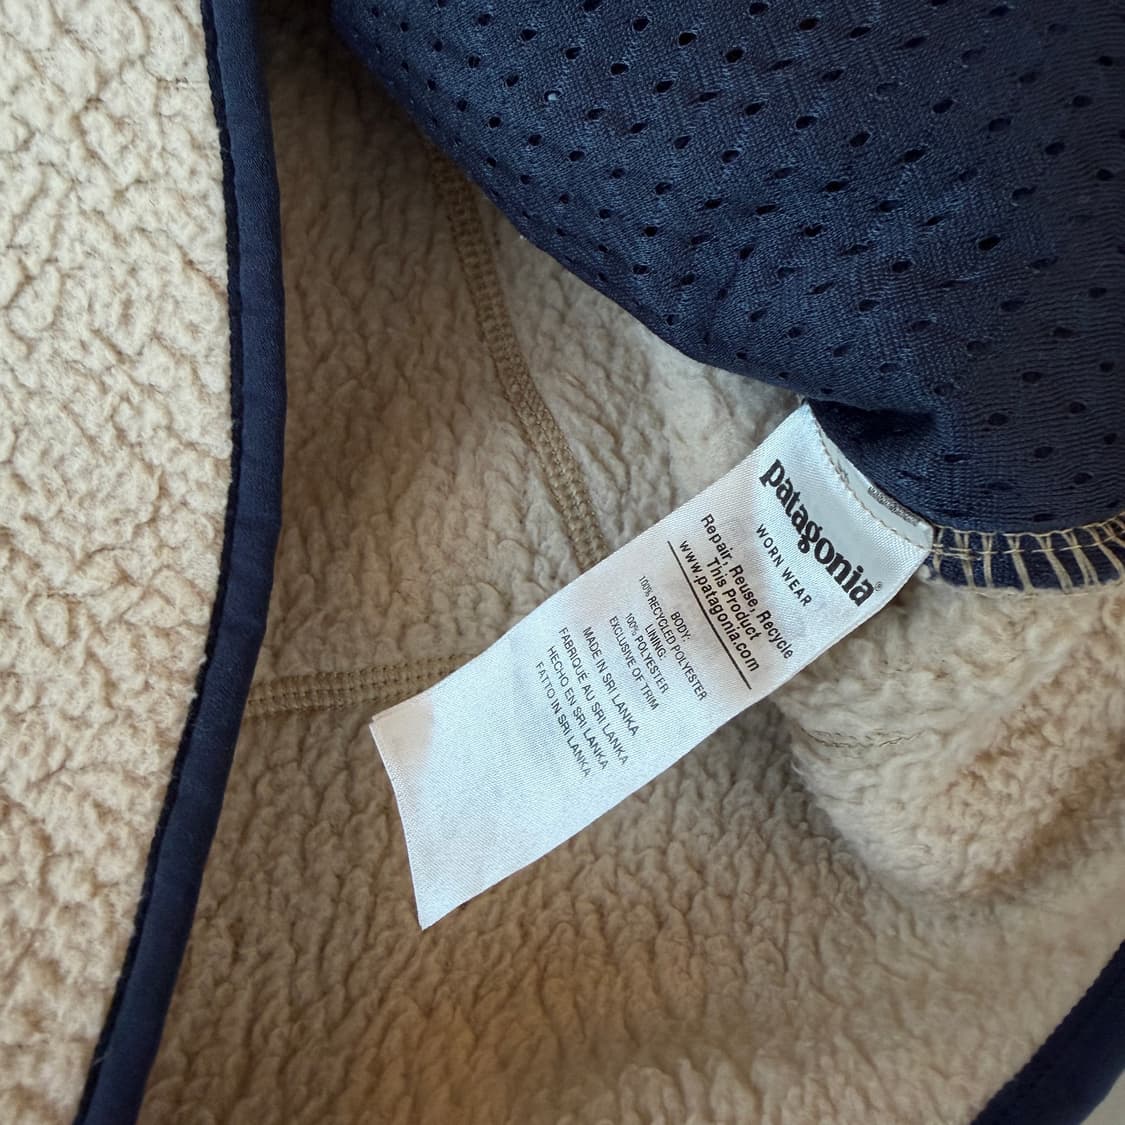 patagonia®
WORN WEAR
Repair, Reuse, Recycle
This Product
www.patagonia.com
BODY:
100% RECYCLED POLYESTER
LINING:
100% POLYESTER
EXCLUSIVE OF TRIM
MADE IN SRI LANKA
FABRIQUÉ AU SRI LANKA
HECHO EN SRI LANKA
FATTO IN SRI LANKA